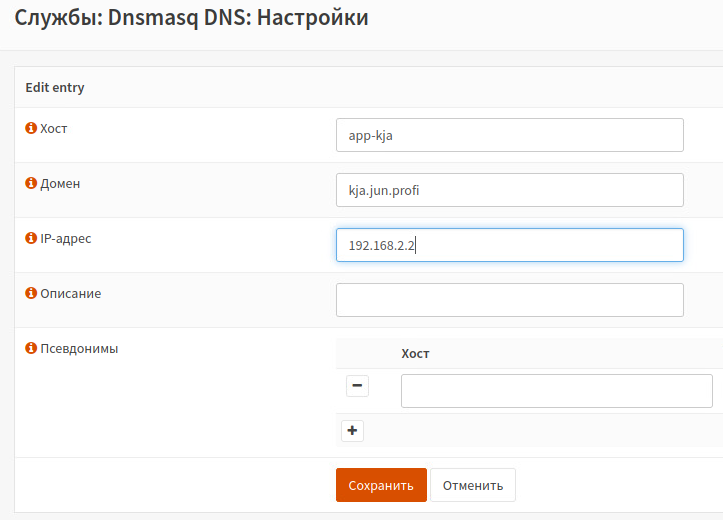 Службы: Dnsmasq DNS: Настройки
Edit entry
Хост
app-kja
Домен
kja.jun.profi
IP-адрес
192.168.2.2
Описание
Псевдонимы
Хост
Сохранить
Отменить